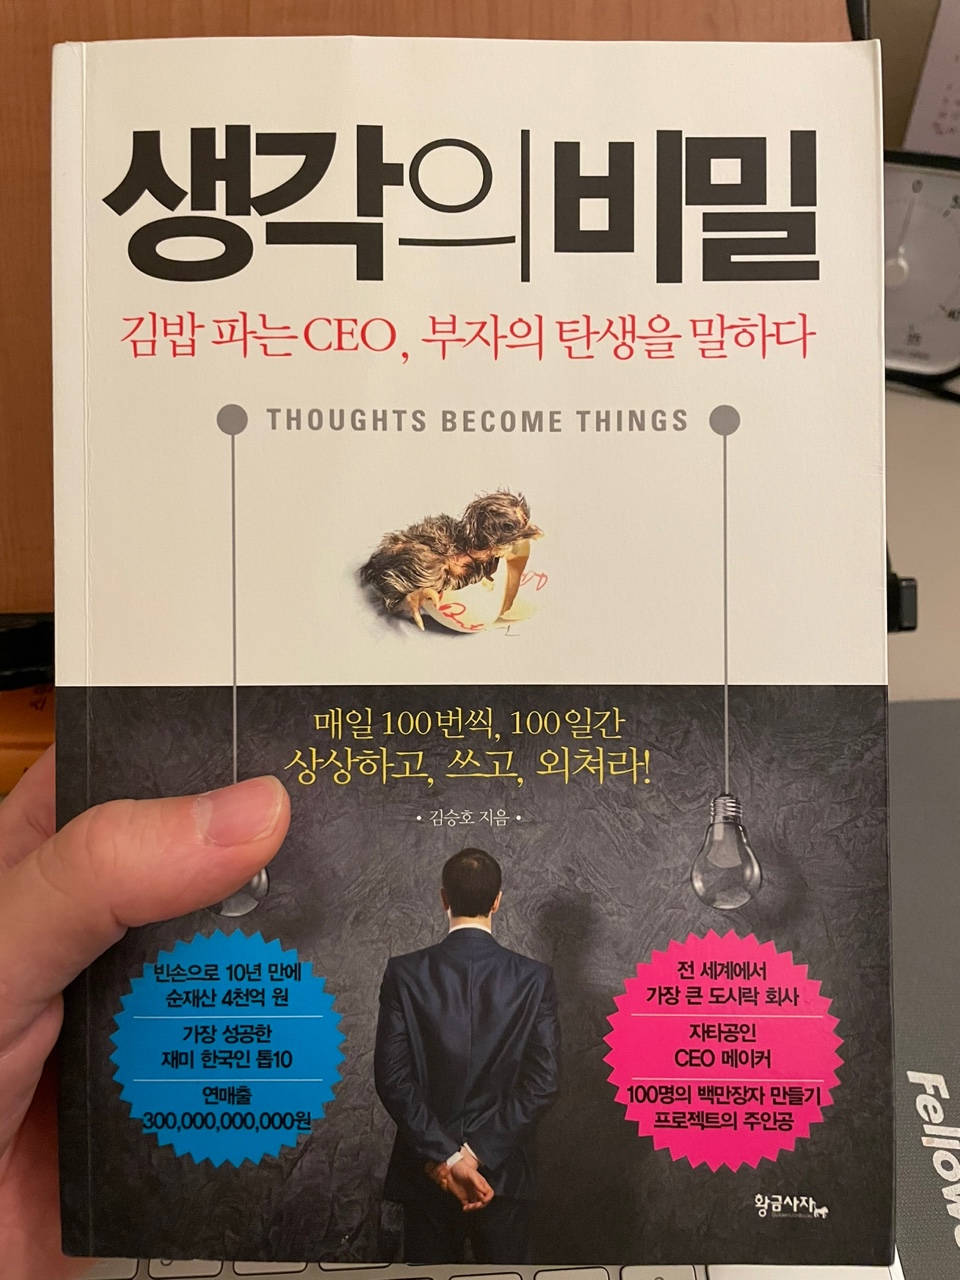 생각의 비밀
김밥 파는 CEO, 부자의 탄생을 말하다
THOUGHTS BECOME THINGS
매일 100번씩, 100일간
상상하고, 쓰고, 외쳐라!
• 김승호 지음 •
빈손으로 10년 만에
순재산 4천억 원
가장 성공한
재미 한국인 톱10
연매출
300,000,000,000원
전 세계에서
가장 큰 도시락 회사
자타공인
CEO 메이커
100명의 백만장자 만들기
프로젝트의 주인공
황금사자
Fellow